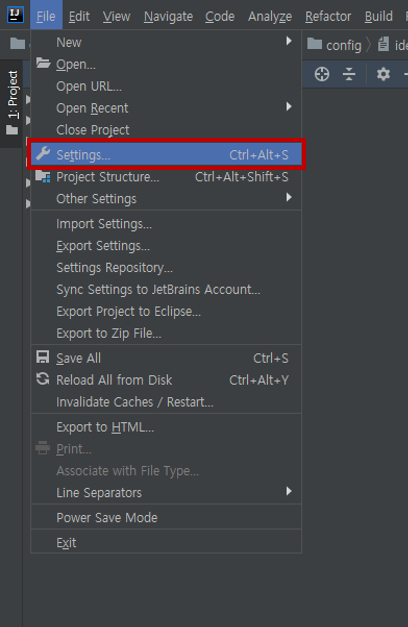 IJ File Edit View Navigate Code Analyze Refactor Build
config ide
1: Project
New
Open...
Open URL...
Open Recent
Close Project
Settings... Ctrl+Alt+S
Project Structure... Ctrl+Alt+Shift+S
Other Settings
Import Settings...
Export Settings...
Settings Repository...
Sync Settings to JetBrains Account...
Export Project to Eclipse...
Export to Zip File...
Save All Ctrl+S
Reload All from Disk Ctrl+Alt+Y
Invalidate Caches / Restart...
Export to HTML...
Print...
Associate with File Type...
Line Separators
Power Save Mode
Exit